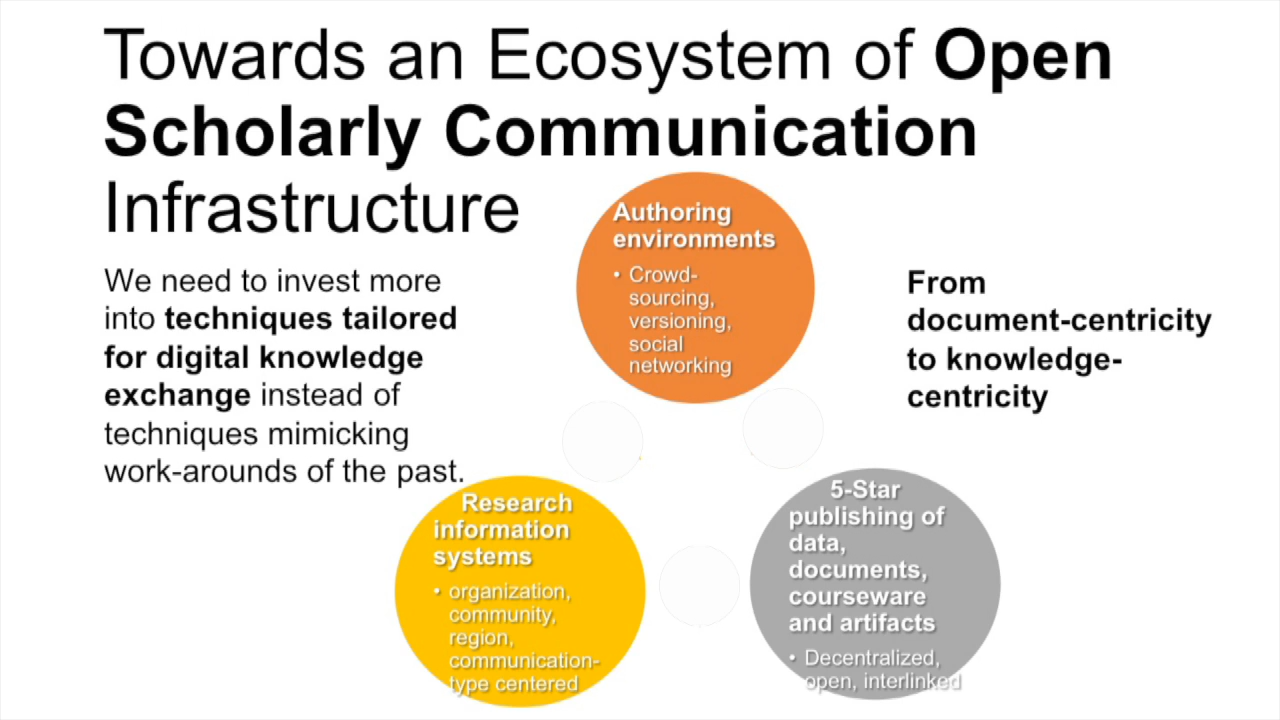 Towards an Ecosystem of Open
Scholarly Communication
Infrastructure
We need to invest more
into techniques tailored
for digital knowledge
exchange instead of
techniques mimicking
work-arounds of the past.
Authoring
environments
• Crowd-
sourcing,
versioning,
social
networking
From
document-centricity
to knowledge-
centricity
Research
information
systems
• organization,
community,
region,
communication-
type centered
5-Star
publishing of
data,
documents,
courseware
and artifacts
• Decentralized,
open, interlinked